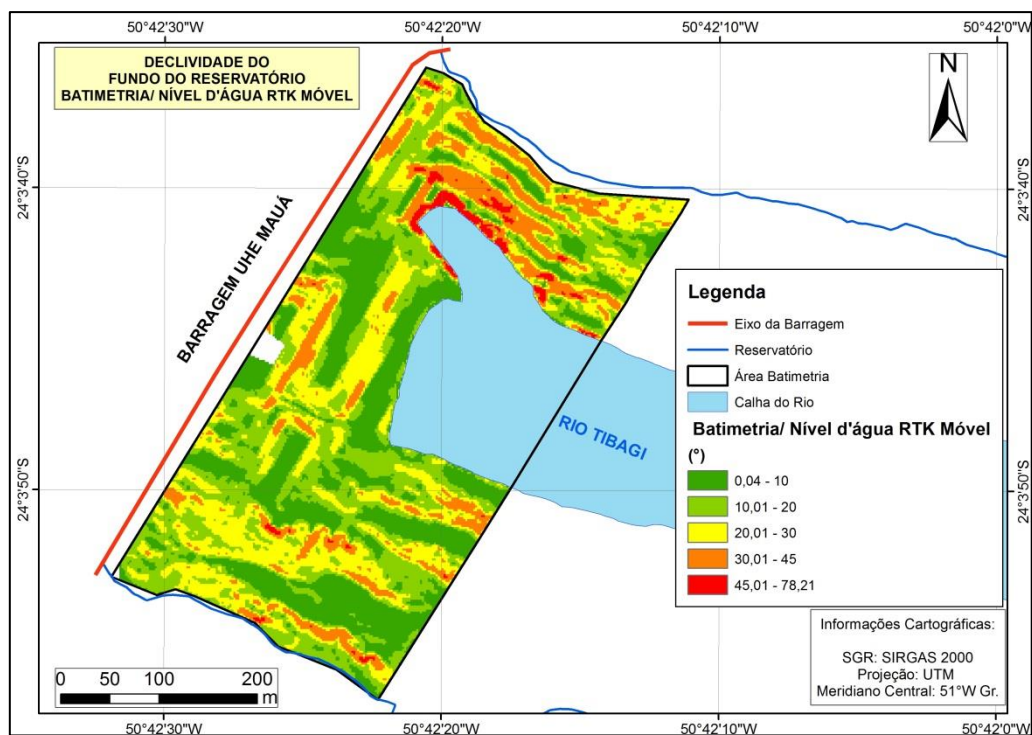 50°42'30"W
50°42'20"W
50°42'10"W
50°42'0"W
DECLIVIDADE DO
FUNDO DO RESERVATÓRIO
BATIMETRIA/ NÍVEL D'ÁGUA RTK MÓVEL
N
24°3'40"S
24°3'40"S
BARRAGEM UHE MAUÁ
Legenda
Eixo da Barragem
Reservatório
Área Batimetria
Calha do Rio
RIO TIBAGI
Batimetria/ Nível d'água RTK Móvel
(°)
0,04 - 10
10,01 - 20
20,01 - 30
30,01 - 45
45,01 - 78,21
24°3'50"S
24°3'50"S
Informações Cartográficas:
SGR: SIRGAS 2000
Projeção: UTM
Meridiano Central: 51°W Gr.
0 50 100 200
m
50°42'30"W
50°42'20"W
50°42'10"W
50°42'0"W